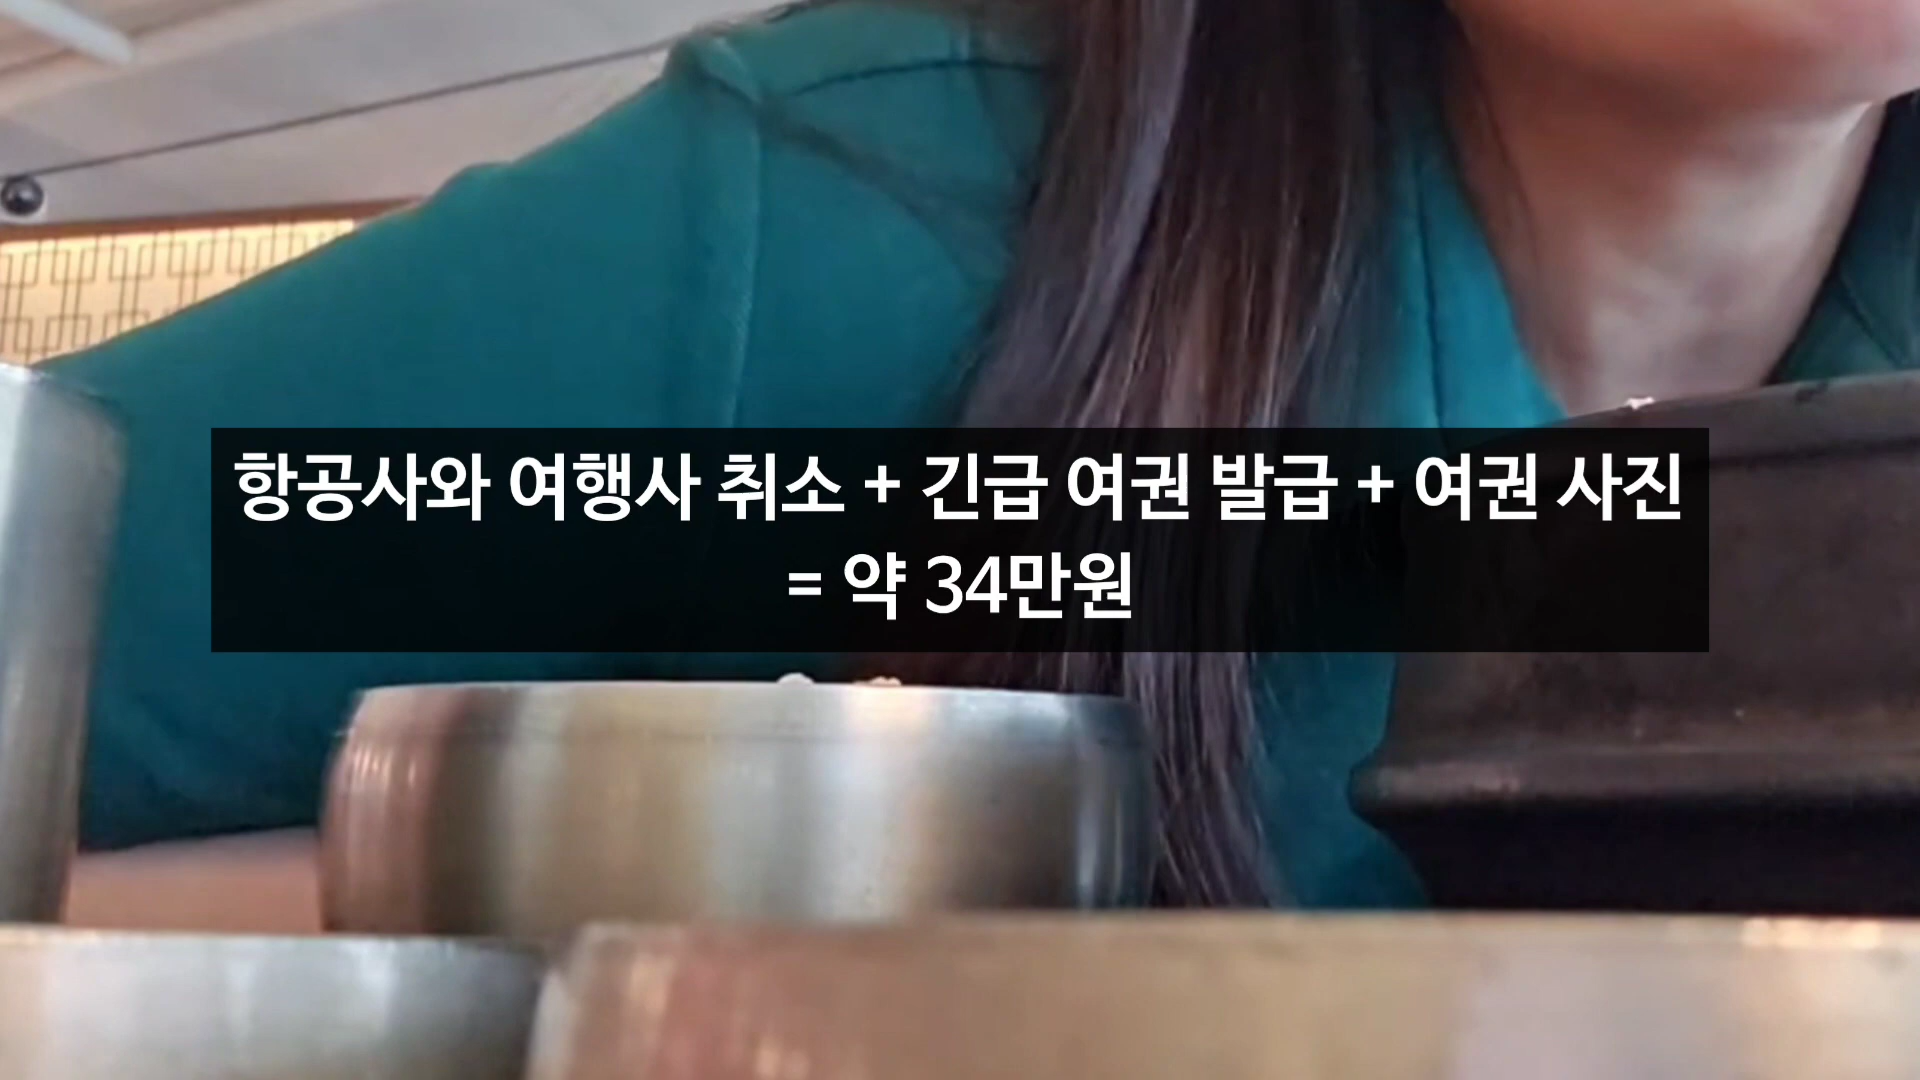 항공사와 여행사 취소 + 긴급 여권 발급 + 여권 사진
= 약 34만원